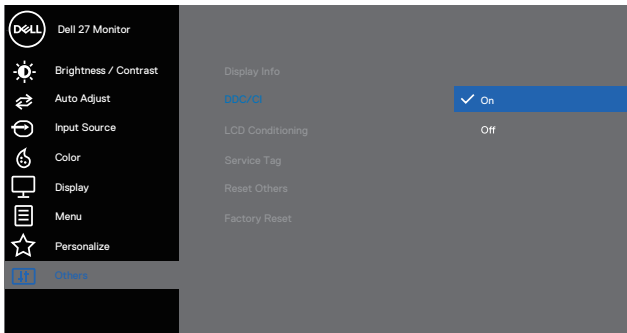 DELL
Dell 27 Monitor
Brightness / Contrast
Auto Adjust
Input Source
Color
Display
Menu
Personalize
Others
Display Info
DDC/CI
LCD Conditioning
Service Tag
Reset Others
Factory Reset
On
Off